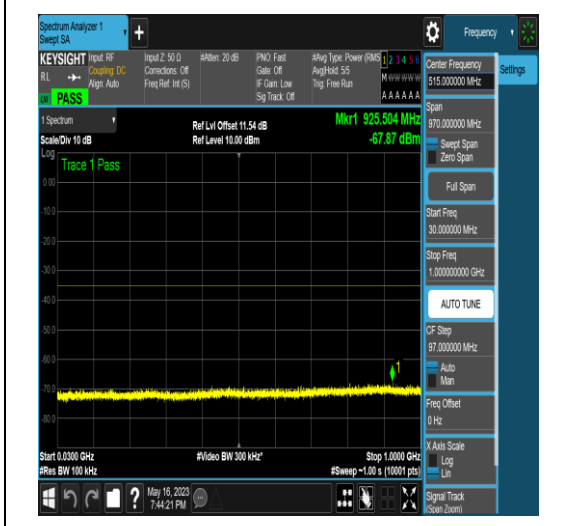 Spectrum Analyzer 1
Swept SA
+
Frequency
KEYSIGHT
RL
PASS
Input: RF
Coupling: DC
Align: Auto
Input Z: 50 Ω
Corrections: Off
Freq Ref: Int (S)
#Atten: 20 dB
PNO: Fast
Gate: Off
IF Gain: Low
Sig Track: Off
#Avg Type: Power (RMS
Avg|Hold: 5/5
Trig: Free Run
1 2 3 4 5 6
M W W W W W
A A A A A A
Settings
Center Frequency
515.000000 MHz
Span
970.000000 MHz
Swept Span
Zero Span
Full Span
Start Freq
30.000000 MHz
Stop Freq
1.000000000 GHz
AUTO TUNE
CF Step
97.000000 MHz
Auto
Man
Freq Offset
0 Hz
X Axis Scale
Log
Lin
Signal Track
(Span Zoom)
1 Spectrum
Scale/Div 10 dB
Ref Lvl Offset 11.54 dB
Ref Level 10.00 dBm
Mkr1 925.504 MHz
-67.87 dBm
Log
Trace 1 Pass
0.00
-10.0
-20.0
-30.0
-40.0
-50.0
-60.0
1
-70.0
-80.0
Start 0.0300 GHz
#Res BW 100 kHz
#Video BW 300 kHz*
Stop 1.0000 GHz
#Sweep ~1.00 s (10001 pts)
?
May 16, 2023
7:44:21 PM